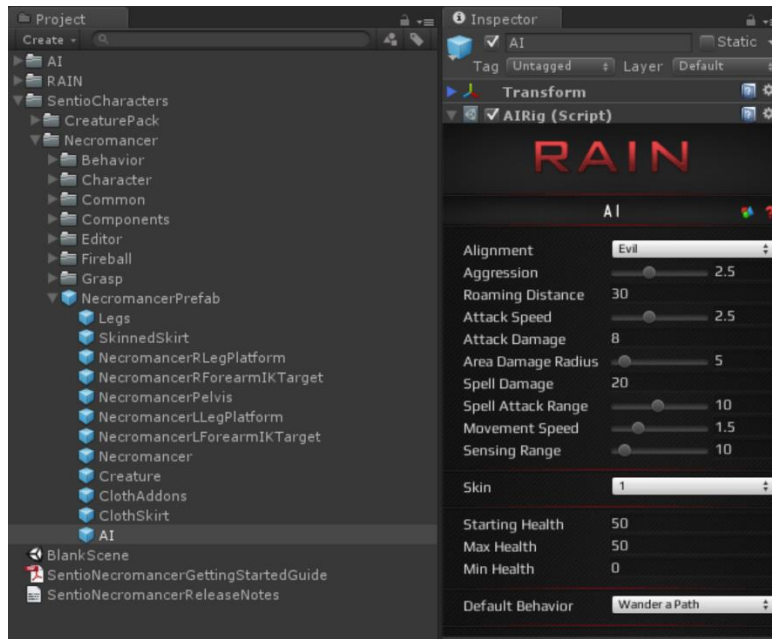 Project
Create
AI
RAIN
SentioCharacters
CreaturePack
Necromancer
Behavior
Character
Common
Components
Editor
Fireball
Grasp
NecromancerPrefab
Legs
SkinnedSkirt
NecromancerRLegPlatform
NecromancerRForearmIKTarget
NecromancerPelvis
NecromancerLLegPlatform
NecromancerLForearmIKTarget
Necromancer
Creature
ClothAddons
ClothSkirt
AI
BlankScene
SentioNecromancerGettingStartedGuide
SentioNecromancerReleaseNotes
Inspector
AI Static
Tag Untagged Layer Default
Transform
AIRig (Script)
RAIN
AI ?
Alignment Evil
Aggression 2.5
Roaming Distance 30
Attack Speed 2.5
Attack Damage 8
Area Damage Radius 5
Spell Damage 20
Spell Attack Range 10
Movement Speed 1.5
Sensing Range 10
Skin 1
Starting Health 50
Max Health 50
Min Health 0
Default Behavior Wander a Path